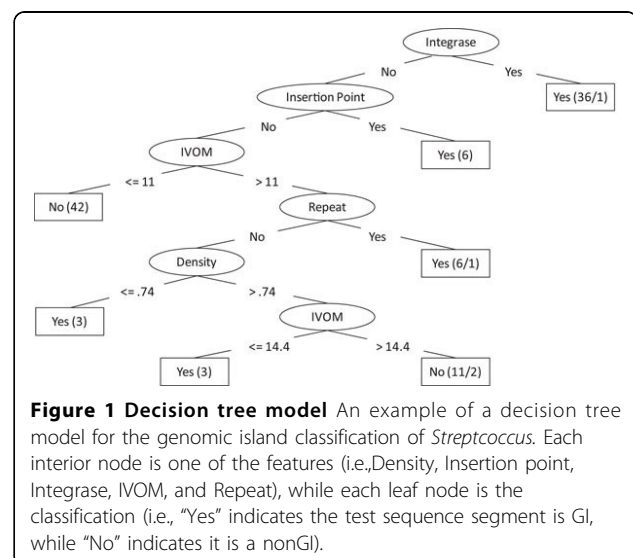 Integrase
No
Yes
Insertion Point
Yes (36/1)
No
Yes
IVOM
Yes (6)
<= 11
> 11
No (42)
Repeat
No
Yes
Density
Yes (6/1)
<= .74
> .74
Yes (3)
IVOM
<= 14.4
> 14.4
Yes (3)
No (11/2)
Figure 1 Decision tree model An example of a decision tree
model for the genomic island classification of Streptcoccus. Each
interior node is one of the features (i.e.,Density, Insertion point,
Integrase, IVOM, and Repeat), while each leaf node is the
classification (i.e., "Yes" indicates the test sequence segment is GI,
while "No" indicates it is a nonGI).